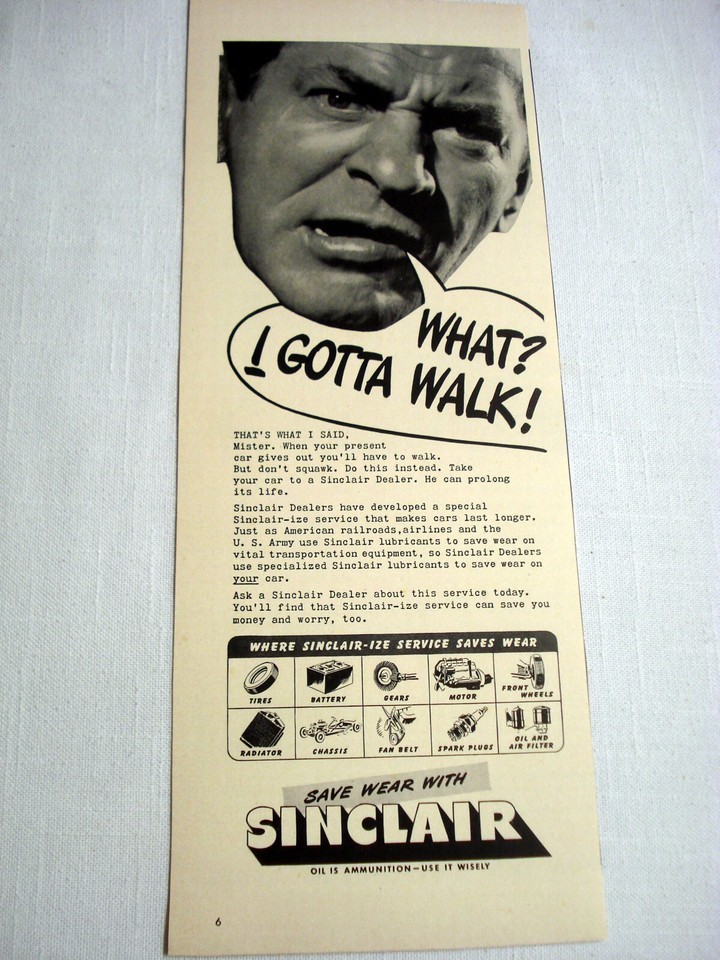 WHAT?
I GOTTA WALK!
THAT'S WHAT I SAID,
Mister. When your present
car gives out you'll have to walk.
But don't squawk. Do this instead. Take
your car to a Sinclair Dealer. He can prolong
its life.
Sinclair Dealers have developed a special
Sinclair-ize service that makes cars last longer.
Just as American railroads,airlines and the
U. S. Army use Sinclair lubricants to save wear on
vital transportation equipment, so Sinclair Dealers
use specialized Sinclair lubricants to save wear on
your car.
Ask a Sinclair Dealer about this service today.
You'll find that Sinclair-ize service can save you
money and worry, too.
WHERE SINCLAIR-IZE SERVICE SAVES WEAR
TIRES
BATTERY
GEARS
MOTOR
FRONT
WHEELS
RADIATOR
CHASSIS
FAN BELT
SPARK PLUGS
OIL AND
AIR FILTER
SAVE WEAR WITH
SINCLAIR
OIL IS AMMUNITION—USE IT WISELY
6